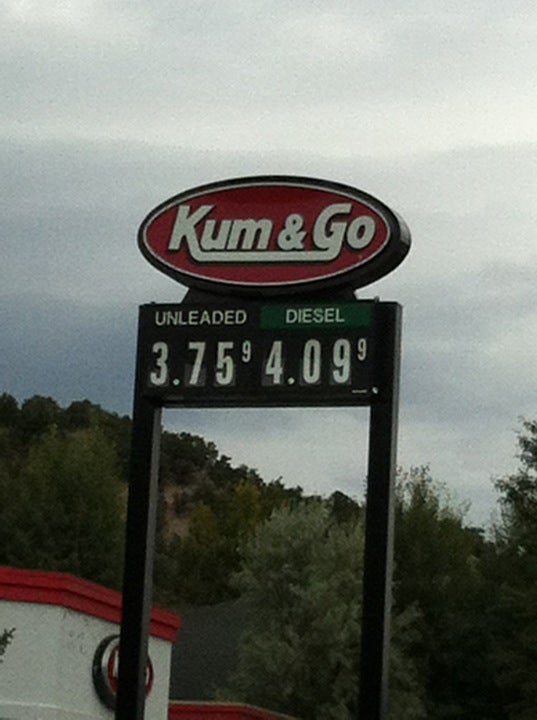 Kum & Go
UNLEADED DIESEL
3.75⁹ 4.09⁹